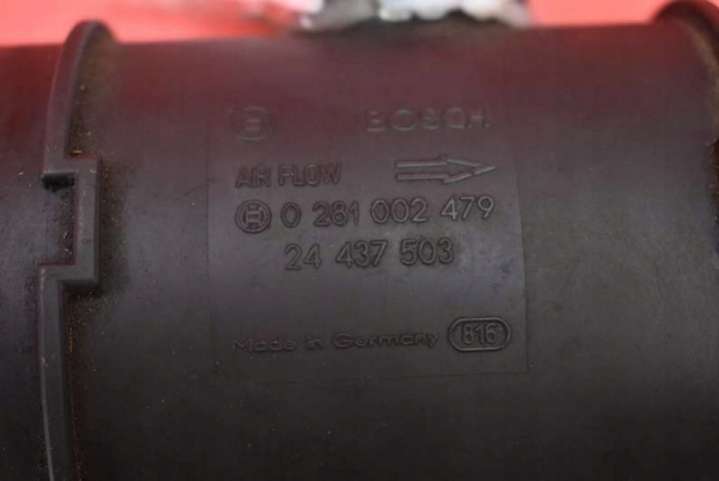 BOSCH
AIR FLOW
0 281 002 479
24 437 503
Made in Germany 816